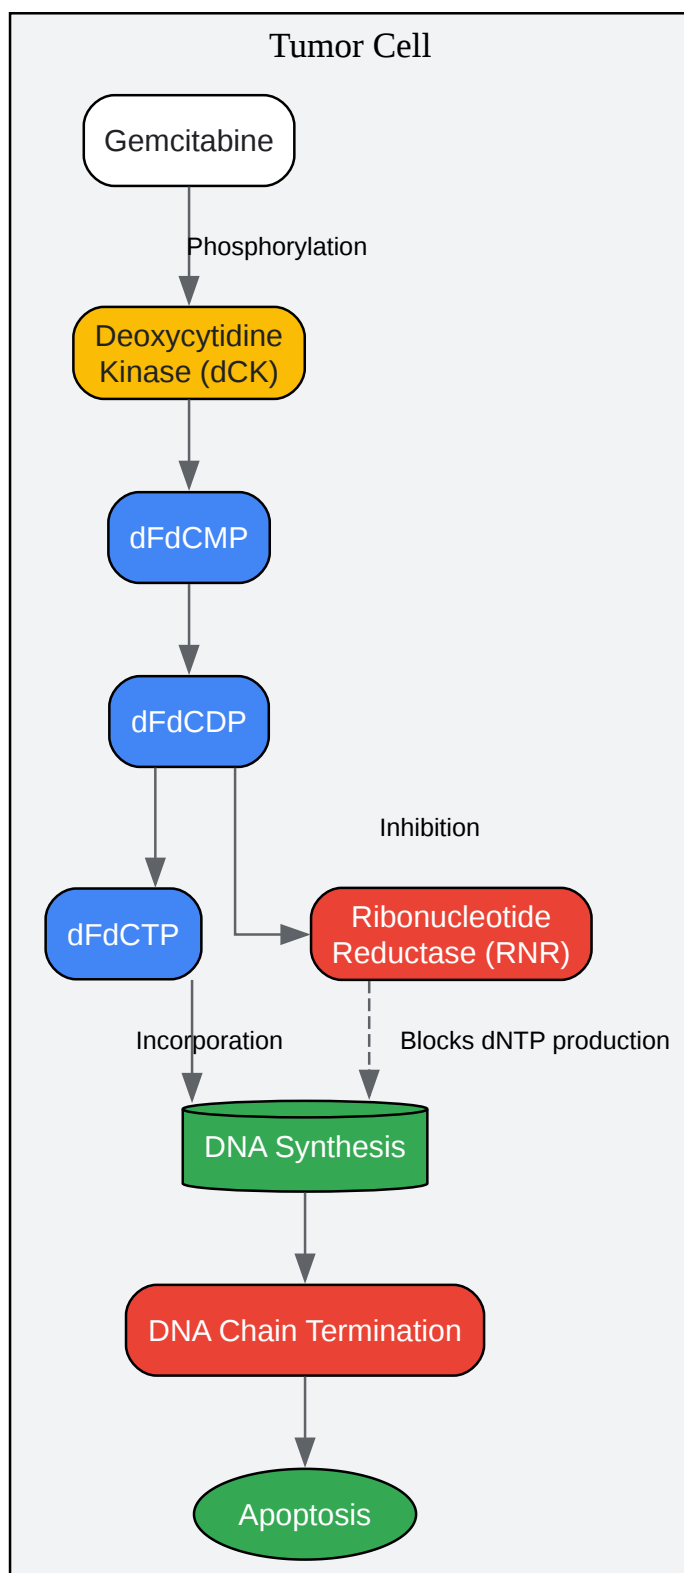 Tumor Cell
Gemcitabine
Phosphorylation
Deoxycytidine
Kinase (dCK)
dFdCMP
dFdCDP
Inhibition
dFdCTP
Ribonucleotide
Reductase (RNR)
Incorporation
Blocks dNTP production
DNA Synthesis
DNA Chain Termination
Apoptosis